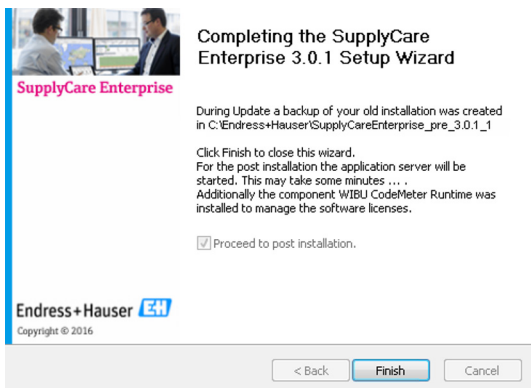 Completing the SupplyCare
Enterprise 3.0.1 Setup Wizard
SupplyCare Enterprise
During Update a backup of your old installation was created
in C:\Endress+Hauser\SupplyCareEnterprise_pre_3.0.1_1
Click Finish to close this wizard.
For the post installation the application server will be
started. This may take some minutes ... .
Additionally the component WIBU CodeMeter Runtime was
installed to manage the software licenses.
Proceed to post installation.
Endress+Hauser EH
Copyright © 2016
< Back
Finish
Cancel